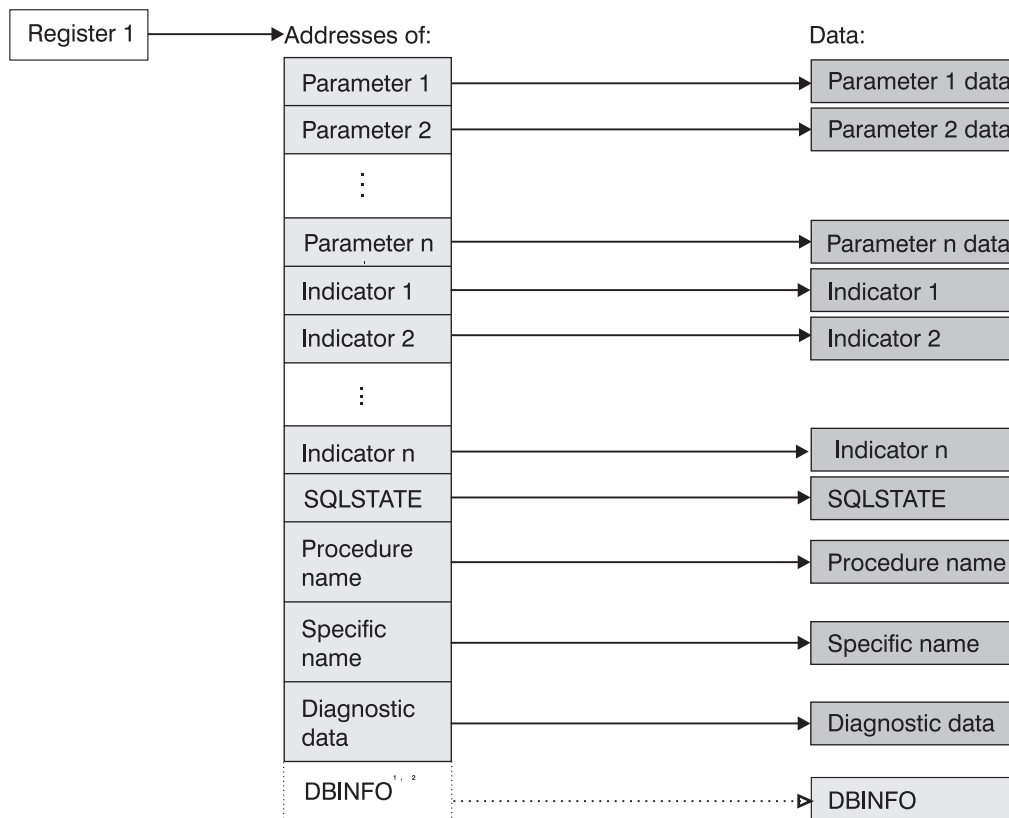 Register 1
Addresses of:
Data:
Parameter 1
Parameter 1 data
Parameter 2
Parameter 2 data
⋮
Parameter n
Parameter n data
Indicator 1
Indicator 1
Indicator 2
Indicator 2
⋮
Indicator n
Indicator n
SQLSTATE
SQLSTATE
Procedure
name
Procedure name
Specific
name
Specific name
Diagnostic
data
Diagnostic data
DBINFO 1, 2
DBINFO